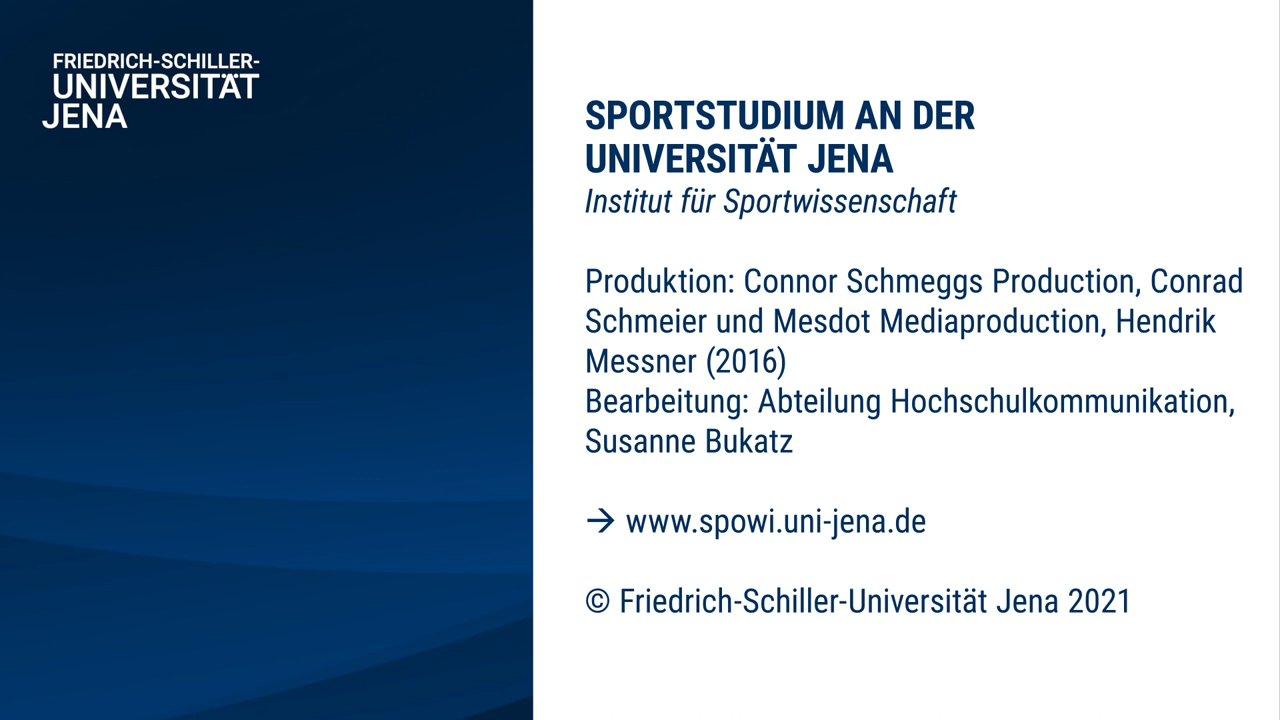 FRIEDRICH-SCHILLER-
UNIVERSITÄT
JENA
SPORTSTUDIUM AN DER
UNIVERSITÄT JENA
Institut für Sportwissenschaft
Produktion: Connor Schmeggs Production, Conrad
Schmeier und Mesdot Mediaproduction, Hendrik
Messner (2016)
Bearbeitung: Abteilung Hochschulkommunikation,
Susanne Bukatz
→ www.spowi.uni-jena.de
© Friedrich-Schiller-Universität Jena 2021